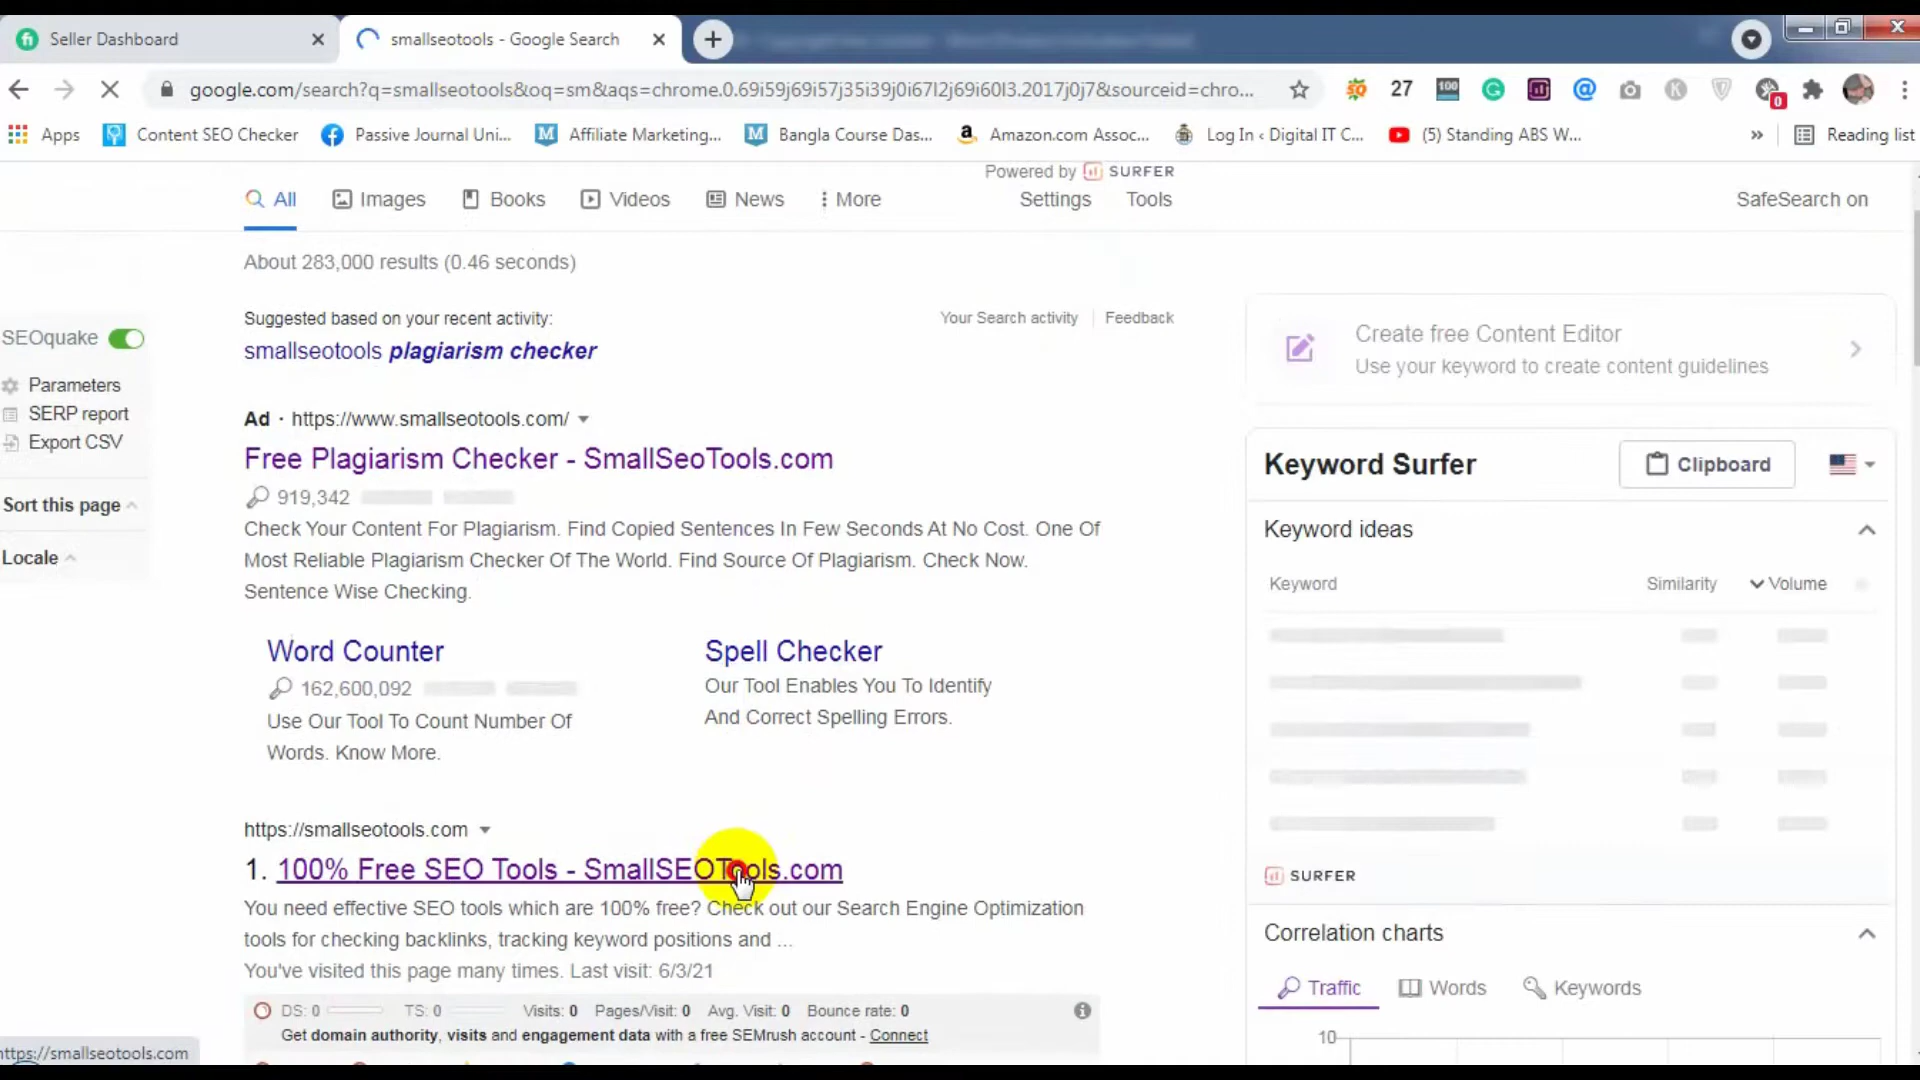 Seller Dashboard
smallseotools - Google Search
google.com/search?q=smallseotools&oq=sm&aqs=chrome.0.69i59j69i57j35i39j0i67l2j69i60l3.2017j0j7&sourceid=chro...
27
100
0
Apps
Content SEO Checker
Passive Journal Uni...
Affiliate Marketing...
Bangla Course Das...
Amazon.com Assoc...
Log In ‹ Digital IT C...
(5) Standing ABS W...
»
Reading list
Powered by SURFER
All
Images
Books
Videos
News
More
Settings
Tools
SafeSearch on
About 283,000 results (0.46 seconds)
SEOquake
Parameters
SERP report
Export CSV
Sort this page
Locale
Suggested based on your recent activity:
Your Search activity
Feedback
smallseotools plagiarism checker
Ad · https://www.smallseotools.com/
Free Plagiarism Checker - SmallSeoTools.com
919,342
Check Your Content For Plagiarism. Find Copied Sentences In Few Seconds At No Cost. One Of
Most Reliable Plagiarism Checker Of The World. Find Source Of Plagiarism. Check Now.
Sentence Wise Checking.
Word Counter
162,600,092
Use Our Tool To Count Number Of
Words. Know More.
Spell Checker
Our Tool Enables You To Identify
And Correct Spelling Errors.
https://smallseotools.com
1. 100% Free SEO Tools - SmallSEOTools.com
You need effective SEO tools which are 100% free? Check out our Search Engine Optimization
tools for checking backlinks, tracking keyword positions and ...
You've visited this page many times. Last visit: 6/3/21
DS: 0 TS: 0 Visits: 0 Pages/Visit: 0 Avg. Visit: 0 Bounce rate: 0
Get domain authority, visits and engagement data with a free SEMrush account - Connect
Create free Content Editor
Use your keyword to create content guidelines
Keyword Surfer
Clipboard
Keyword ideas
Keyword
Similarity
Volume
SURFER
Correlation charts
Traffic
Words
Keywords
10
https://smallseotools.com